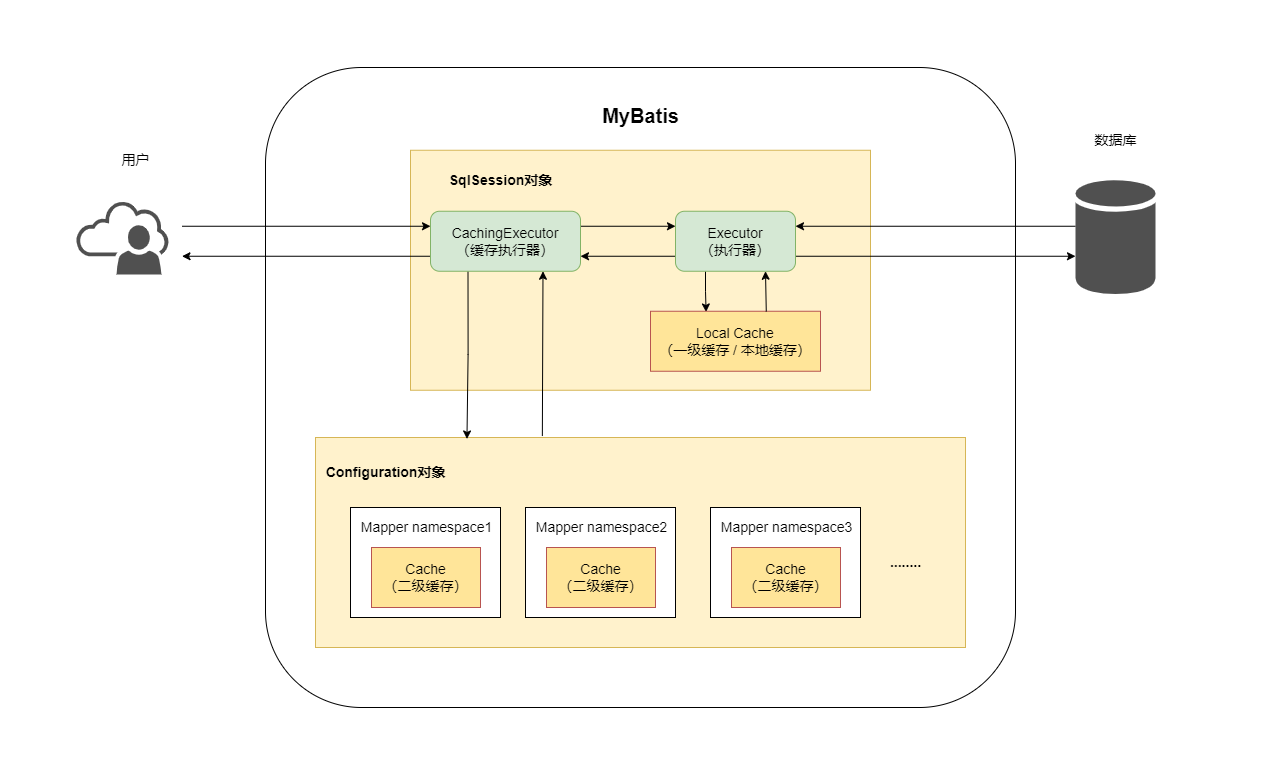 MyBatis
用户
数据库
SqlSession对象
CachingExecutor
（缓存执行器）
Executor
（执行器）
Local Cache
（一级缓存 / 本地缓存）
Configuration对象
Mapper namespace1
Cache
（二级缓存）
Mapper namespace2
Cache
（二级缓存）
Mapper namespace3
Cache
（二级缓存）
........